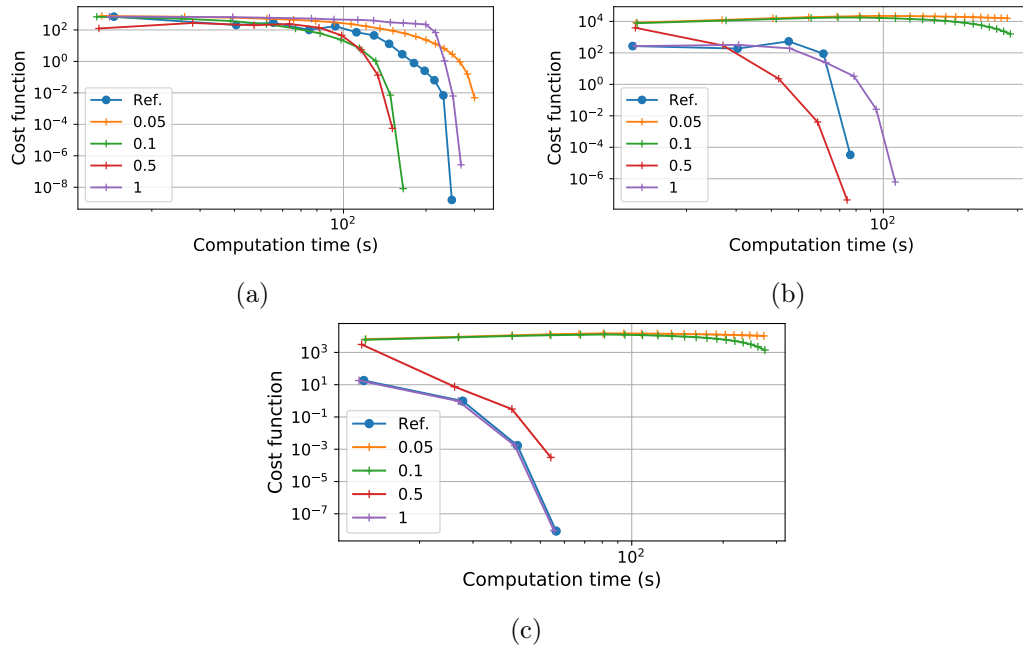 Cost function
10^2
10^0
10^-2
10^-4
10^-6
10^-8
Ref.
0.05
0.1
0.5
1
10^2
Computation time (s)
(a)
Cost function
10^4
10^2
10^0
10^-2
10^-4
10^-6
Ref.
0.05
0.1
0.5
1
10^2
Computation time (s)
(b)
Cost function
10^3
10^1
10^-1
10^-3
10^-5
10^-7
Ref.
0.05
0.1
0.5
1
10^2
Computation time (s)
(c)